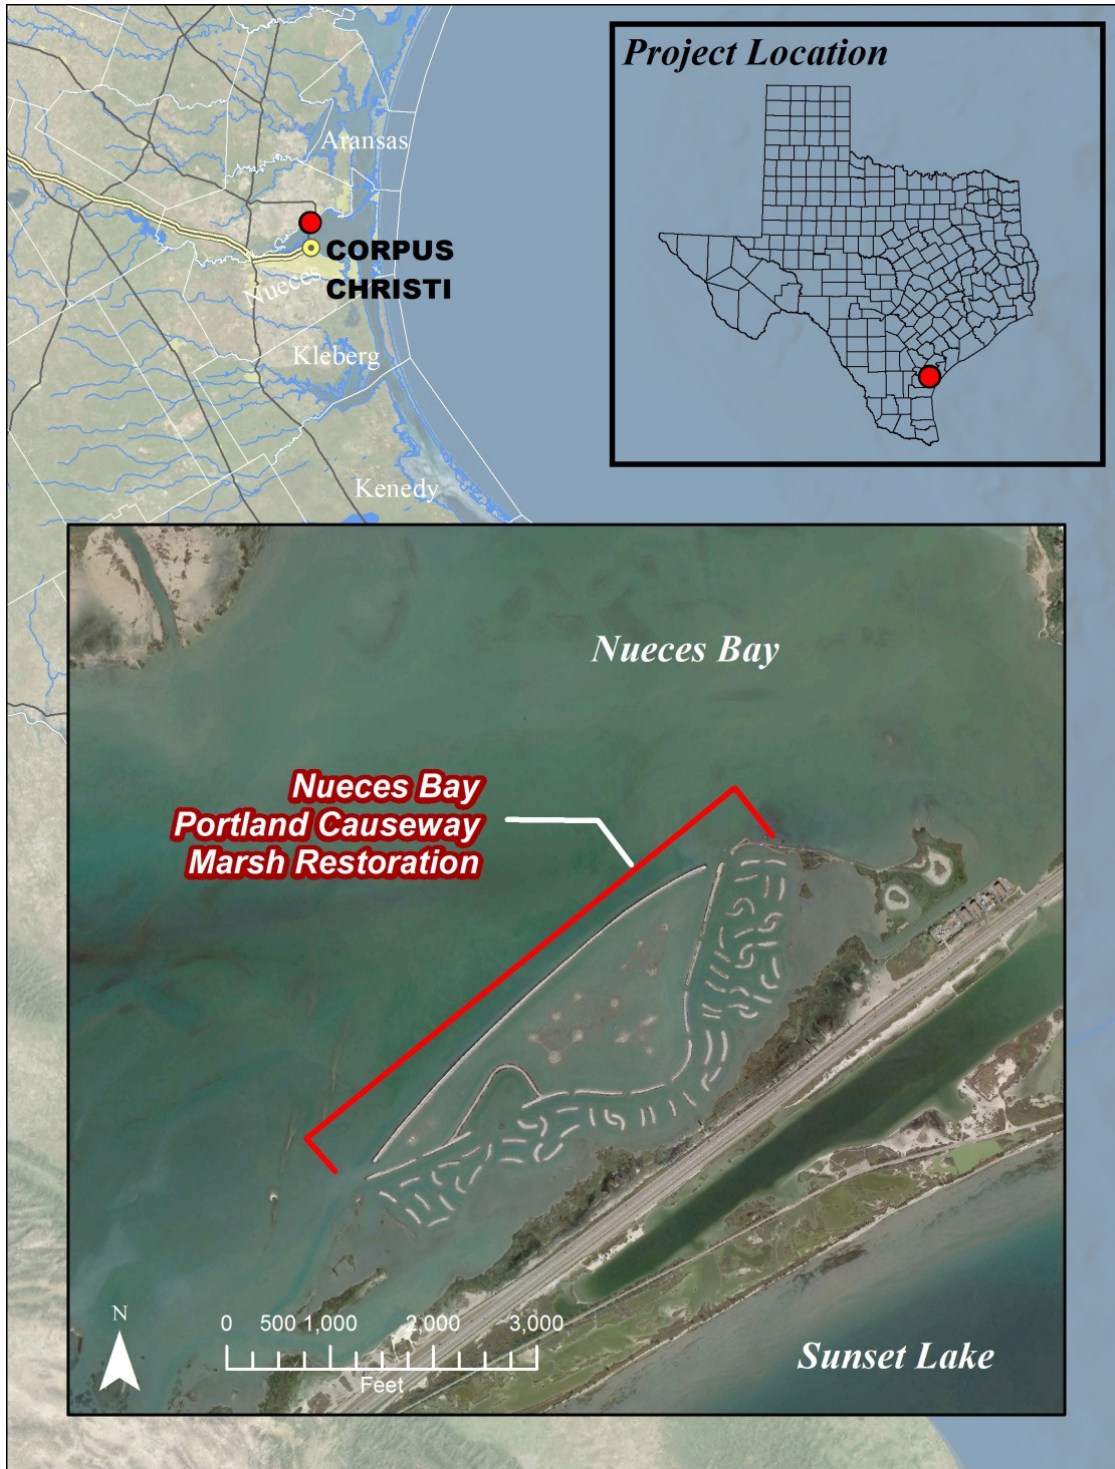 Project Location
Aransas
CORPUS
CHRISTI
Nueces
Kleberg
Kenedy
Nueces Bay
Nueces Bay
Portland Causeway
Marsh Restoration
N
0 500 1,000 2,000 3,000
Feet
Sunset Lake